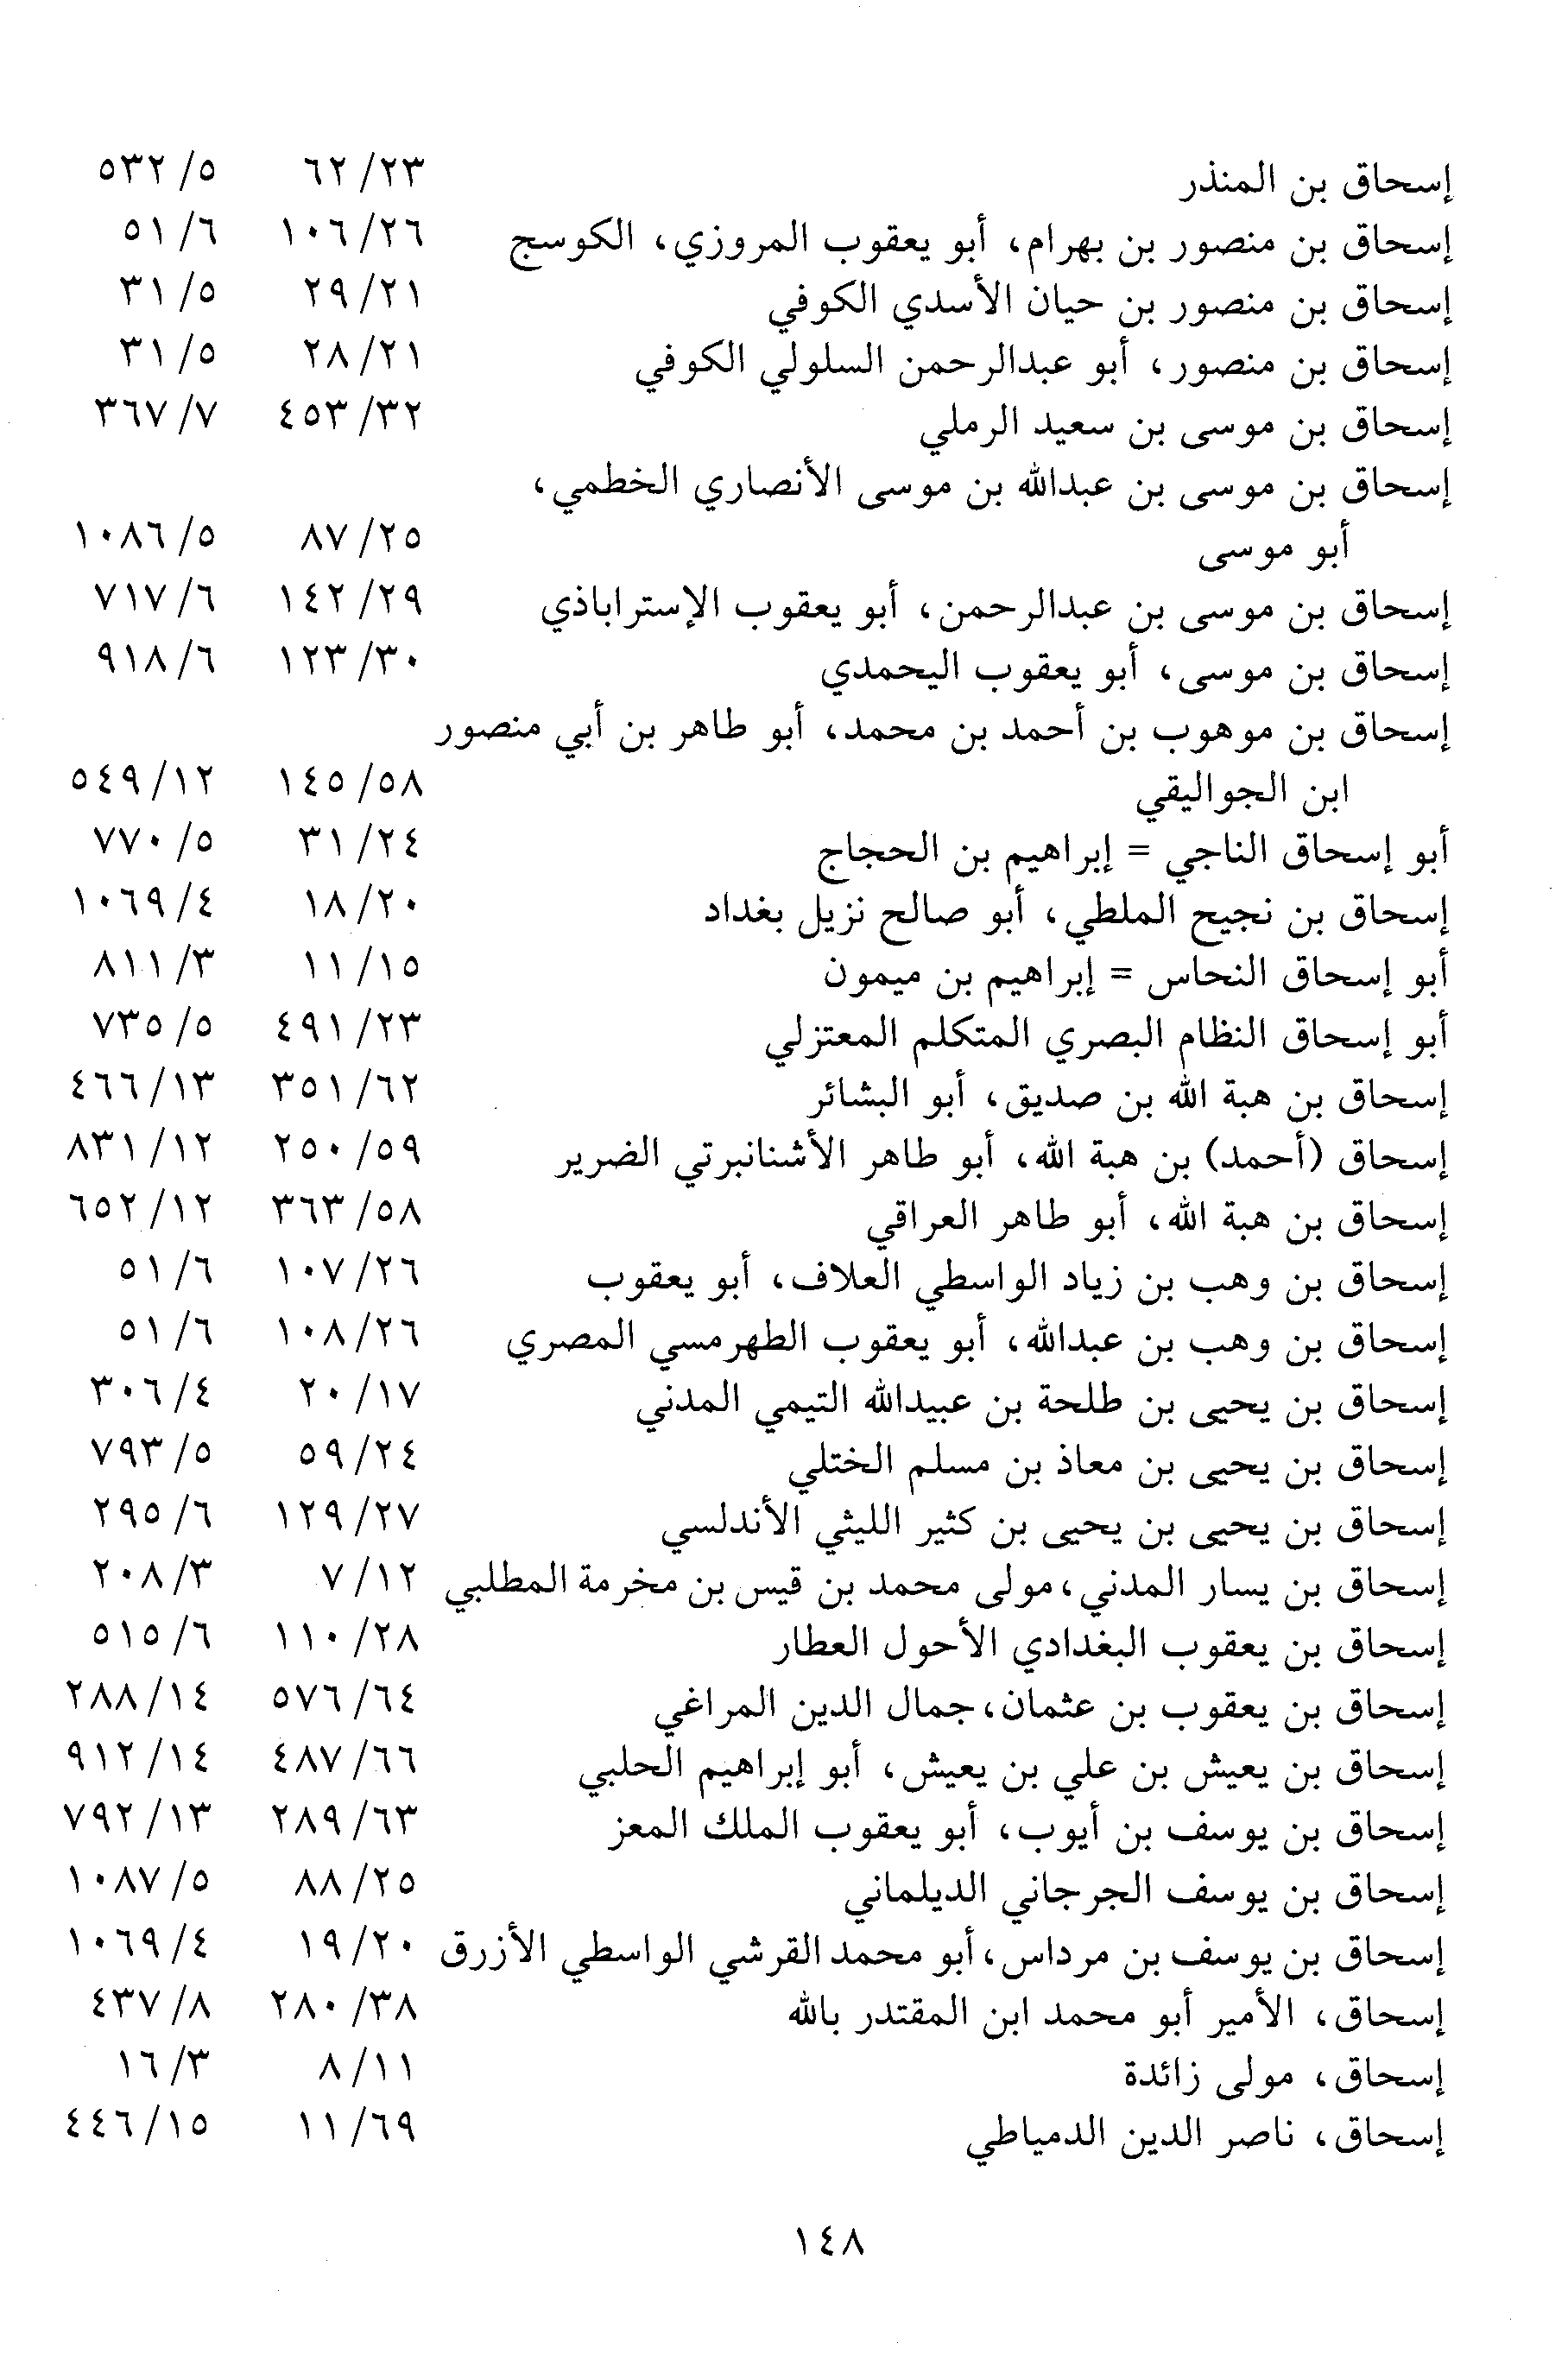 إسحاق بن المنذر ٢٣/ ٦٢ ٥/ ٥٣٢
إسحاق بن منصور بن بهرام، أبو يعقوب المروزي، الكوسج ٢٦/ ١٠٦ ٦/ ٥١
إسحاق بن منصور بن حيان الأسدي الكوفي ٢١/ ٢٩ ٥/ ٣١
إسحاق بن منصور، أبو عبدالرحمن السلولي الكوفي ٢١/ ٢٨ ٥/ ٣١
إسحاق بن موسى بن سعيد الرملي ٣٢/ ٤٥٣ ٧/ ٣٦٧
إسحاق بن موسى بن عبدالله بن موسى الأنصاري الخطمي،
أبو موسى ٢٥/ ٨٧ ٥/ ١٠٨٦
إسحاق بن موسى بن عبدالرحمن، أبو يعقوب الإستراباذي ٢٩/ ١٤٢ ٦/ ٧١٧
إسحاق بن موسى، أبو يعقوب اليحمدي ٣٠/ ١٢٣ ٦/ ٩١٨
إسحاق بن موهوب بن أحمد بن محمد، أبو طاهر بن أبي منصور
ابن الجواليقي ٥٨/ ١٤٥ ١٢/ ٥٤٩
أبو إسحاق الناجي = إبراهيم بن الحجاج ٢٤/ ٣١ ٥/ ٧٧٠
إسحاق بن نجيح الملطي، أبو صالح نزيل بغداد ٢٠/ ١٨ ٤/ ١٠٦٩
أبو إسحاق النحاس = إبراهيم بن ميمون ١٥/ ١١ ٣/ ٨١١
أبو إسحاق النظام البصري المتكلم المعتزلي ٢٣/ ٤٩١ ٥/ ٧٣٥
إسحاق بن هبة الله بن صديق، أبو البشائر ٦٢/ ٣٥١ ١٣/ ٤٦٦
إسحاق (أحمد) بن هبة الله، أبو طاهر الأشنانبرتي الضرير ٥٩/ ٢٥٠ ١٢/ ٨٣١
إسحاق بن هبة الله، أبو طاهر العراقي ٥٨/ ٣٦٣ ١٢/ ٦٥٢
إسحاق بن وهب بن زياد الواسطي العلاف، أبو يعقوب ٢٦/ ١٠٧ ٦/ ٥١
إسحاق بن وهب بن عبدالله، أبو يعقوب الطهرمسي المصري ٢٦/ ١٠٨ ٦/ ٥١
إسحاق بن يحيى بن طلحة بن عبيدالله التيمي المدني ١٧/ ٢٠ ٤/ ٣٠٦
إسحاق بن يحيى بن معاذ بن مسلم الختلي ٢٤/ ٥٩ ٥/ ٧٩٣
إسحاق بن يحيى بن يحيى بن كثير الليثي الأندلسي ٢٧/ ١٢٩ ٦/ ٢٩٥
إسحاق بن يسار المدني، مولى محمد بن قيس بن مخرمة المطلبي ١٢/ ٧ ٣/ ٢٠٨
إسحاق بن يعقوب البغدادي الأحول العطار ٢٨/ ١١٠ ٦/ ٥١٥
إسحاق بن يعقوب بن عثمان، جمال الدين المراغي ٦٤/ ٥٧٦ ١٤/ ٢٨٨
إسحاق بن يعيش بن علي بن يعيش، أبو إبراهيم الحلبي ٦٦/ ٤٨٧ ١٤/ ٩١٢
إسحاق بن يوسف بن أيوب، أبو يعقوب الملك المعز ٦٣/ ٢٨٩ ١٣/ ٧٩٢
إسحاق بن يوسف الجرجاني الديلماني ٢٥/ ٨٨ ٥/ ١٠٨٧
إسحاق بن يوسف بن مرداس، أبو محمد القرشي الواسطي الأزرق ٢٠/ ١٩ ٤/ ١٠٦٩
إسحاق، الأمير أبو محمد ابن المقتدر بالله ٣٨/ ٢٨٠ ٨/ ٤٣٧
إسحاق، مولى زائدة ١١/ ٨ ٣/ ١٦
إسحاق، ناصر الدين الدمياطي ٦٩/ ١١ ١٥/ ٤٤٦
١٤٨